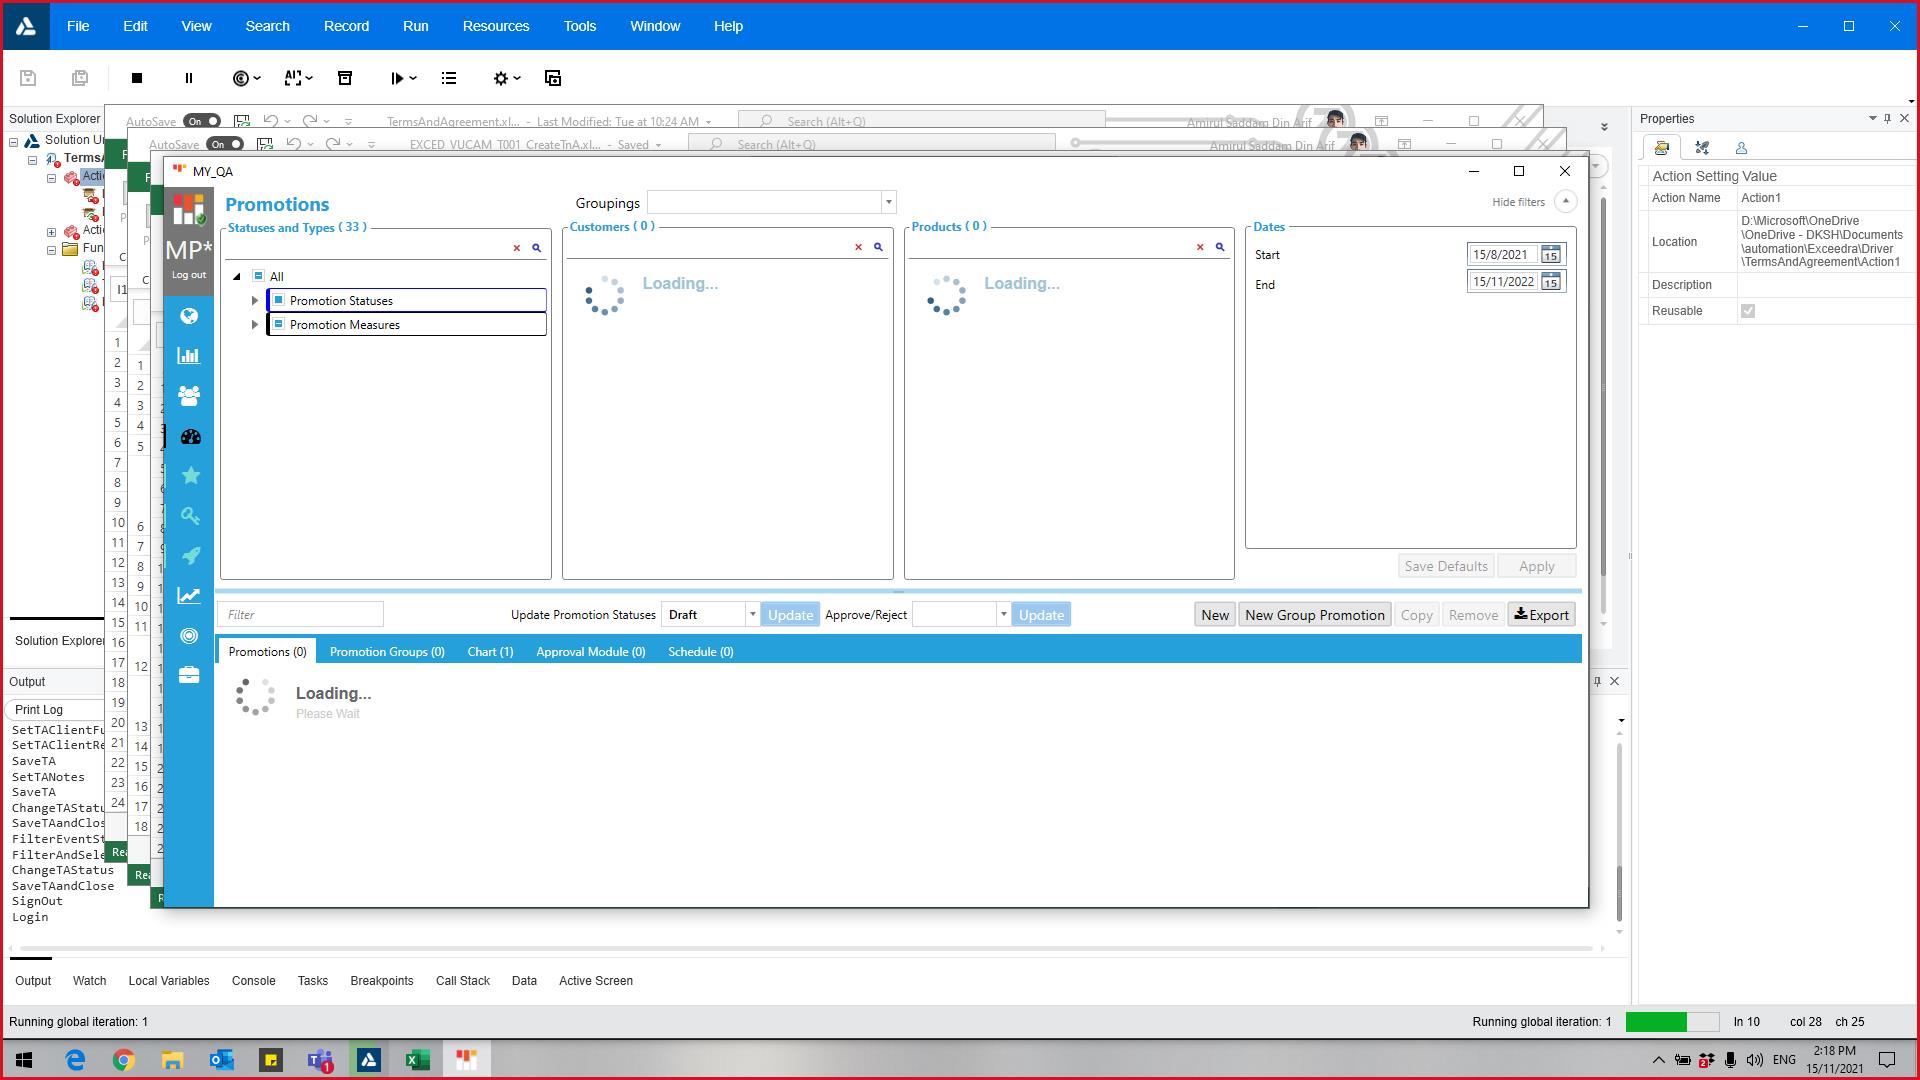 File Edit View Search Record Run Resources Tools Window Help
Solution Explorer
AutoSave On TermsAndAgreement.xl... - Last Modified: Tue at 10:24 AM Search (Alt+Q) Amirul Saddam Din Arif
AutoSave On EXCED_VUCAM_T001_CreateTnA.xl... - Saved Search (Alt+Q) Amirul Saddam Din Arif
Solution Un
TermsA
Actio
Actio
Fun
MY_QA
MP*
Log out
Promotions
Groupings
Hide filters
Statuses and Types ( 33 )
All
Promotion Statuses
Promotion Measures
Customers ( 0 )
Loading...
Products ( 0 )
Loading...
Dates
Start 15/8/2021 15
End 15/11/2022 15
Save Defaults Apply
Filter
Update Promotion Statuses Draft Update Approve/Reject Update
New New Group Promotion Copy Remove Export
Promotions (0) Promotion Groups (0) Chart (1) Approval Module (0) Schedule (0)
Loading...
Please Wait
Properties
Action Setting Value
Action Name Action1
Location D:\Microsoft\OneDrive
\OneDrive - DKSH\Documents
\automation\Exceedra\Driver
\TermsAndAgreement\Action1
Description
Reusable
Solution Explorer
Output
Print Log
SetTAClientFu
SetTAClientRe
SaveTA
SetTANotes
SaveTA
ChangeTAStatu
SaveTAandClos
FilterEventSt
FilterAndSele
ChangeTAStatus
SaveTAandClose
SignOut
Login
Output Watch Local Variables Console Tasks Breakpoints Call Stack Data Active Screen
Running global iteration: 1
Running global iteration: 1 ln 10 col 28 ch 25
ENG
2:18 PM
15/11/2021